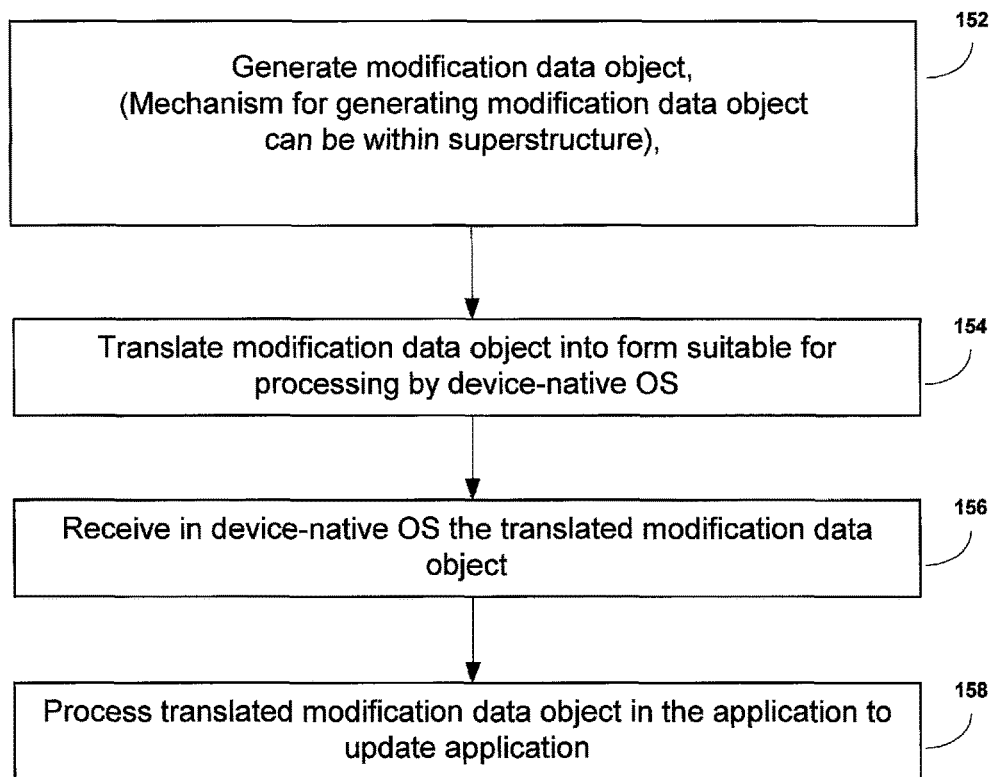 152
Generate modification data object,
(Mechanism for generating modification data object
can be within superstructure),
154
Translate modification data object into form suitable for
processing by device-native OS
156
Receive in device-native OS the translated modification data
object
158
Process translated modification data object in the application to
update application